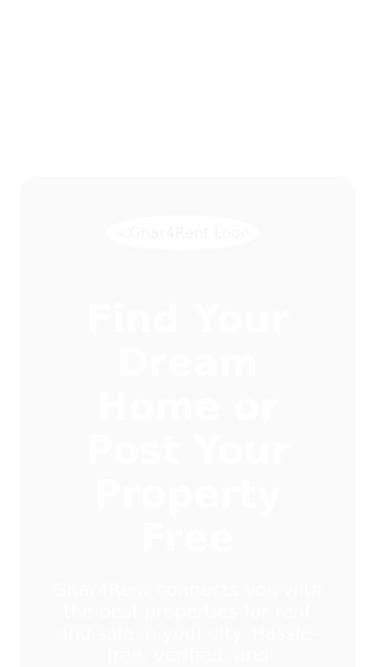 Ghar4Rent Logo
Find Your
Dream
Home or
Post Your
Property
Free
Ghar4Rent connects you with
the best properties for rent
and sale in your city. Hassle-
free, verified, and